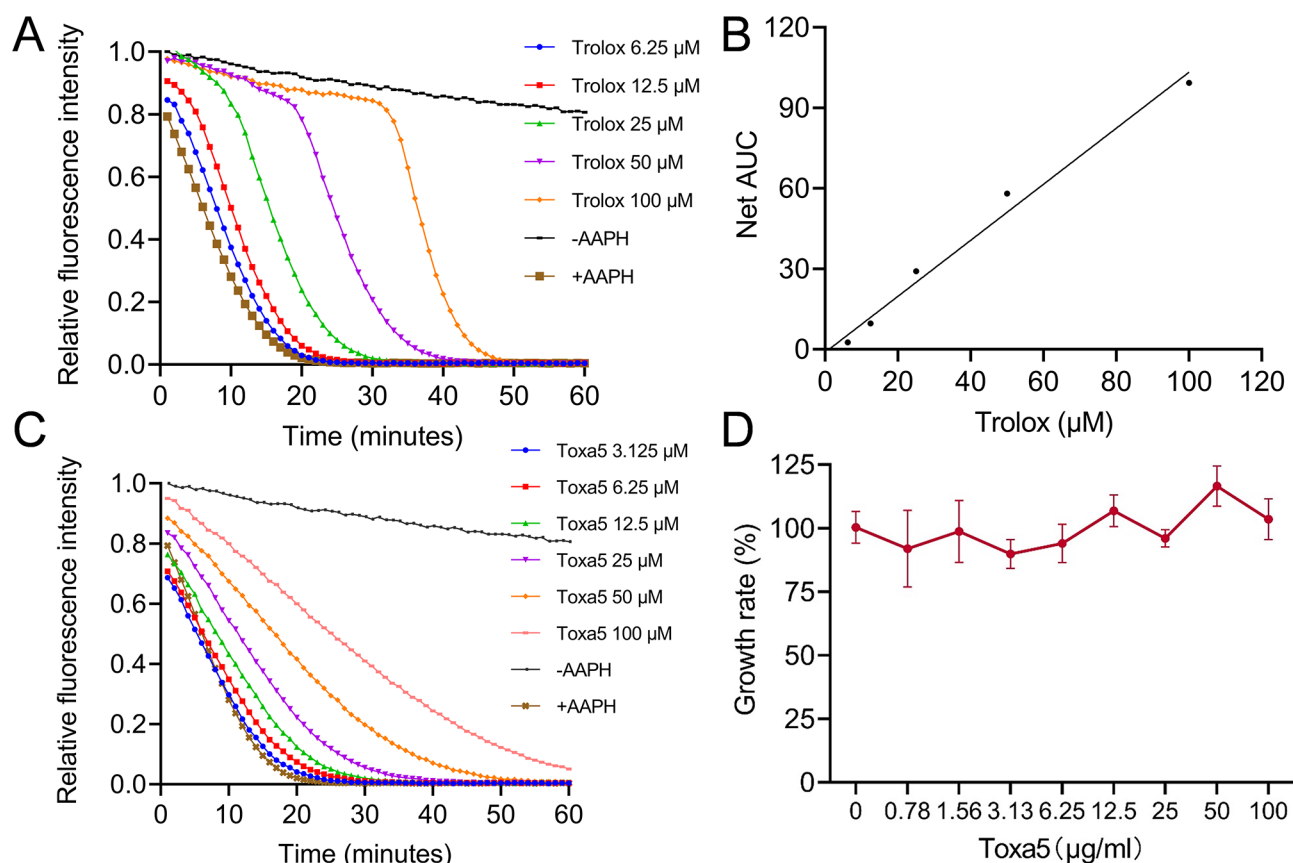 A
Relative fluorescence intensity
1.0
0.8
0.6
0.4
0.2
0.0
0 10 20 30 40 50 60
Time (minutes)
Trolox 6.25 μM
Trolox 12.5 μM
Trolox 25 μM
Trolox 50 μM
Trolox 100 μM
-AAPH
+AAPH
B
Net AUC
120
90
60
30
0
0 20 40 60 80 100 120
Trolox (μM)
C
Relative fluorescence intensity
1.0
0.8
0.6
0.4
0.2
0.0
0 10 20 30 40 50 60
Time (minutes)
Toxa5 3.125 μM
Toxa5 6.25 μM
Toxa5 12.5 μM
Toxa5 25 μM
Toxa5 50 μM
Toxa5 100 μM
-AAPH
+AAPH
D
Growth rate (%)
125
100
75
50
25
0
0 0.78 1.56 3.13 6.25 12.5 25 50 100
Toxa5（μg/ml）